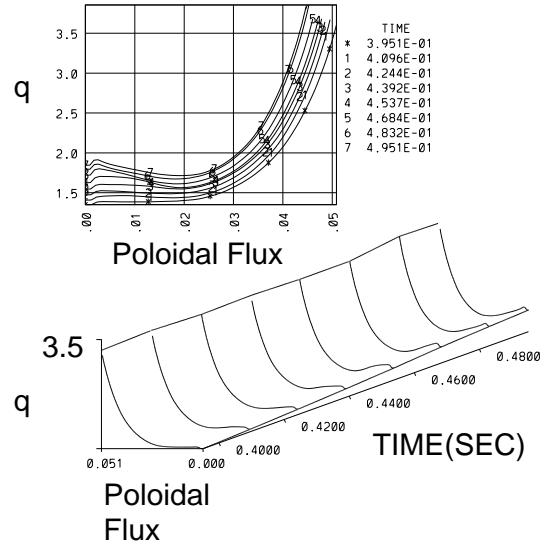 3.5
3.0
2.5
2.0
1.5
q
.00
.01
.02
.03
.04
.05
Poloidal Flux
TIME
* 3.951E-01
1 4.096E-01
2 4.244E-01
3 4.392E-01
4 4.537E-01
5 4.684E-01
6 4.832E-01
7 4.951E-01
3.5
q
0.051
0.000
Poloidal
Flux
0.4000
0.4200
0.4400
0.4600
0.4800
TIME(SEC)